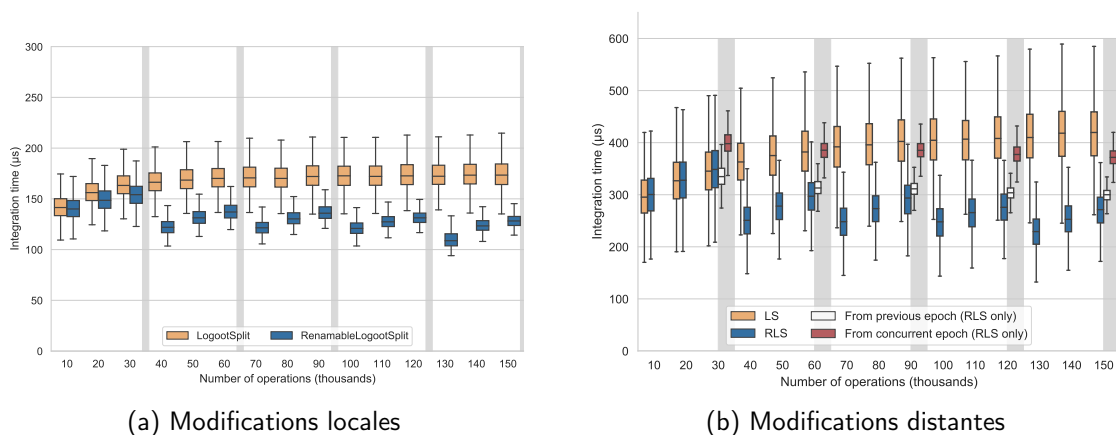 300
250
200
150
100
50
0
Integration time (µs)
LogootSplit
RenamableLogootSplit
10 20 30 40 50 60 70 80 90 100 110 120 130 140 150
Number of operations (thousands)
(a) Modifications locales
600
500
400
300
200
100
0
Integration time (µs)
LS
From previous epoch (RLS only)
RLS
From concurrent epoch (RLS only)
10 20 30 40 50 60 70 80 90 100 110 120 130 140 150
Number of operations (thousands)
(b) Modifications distantes